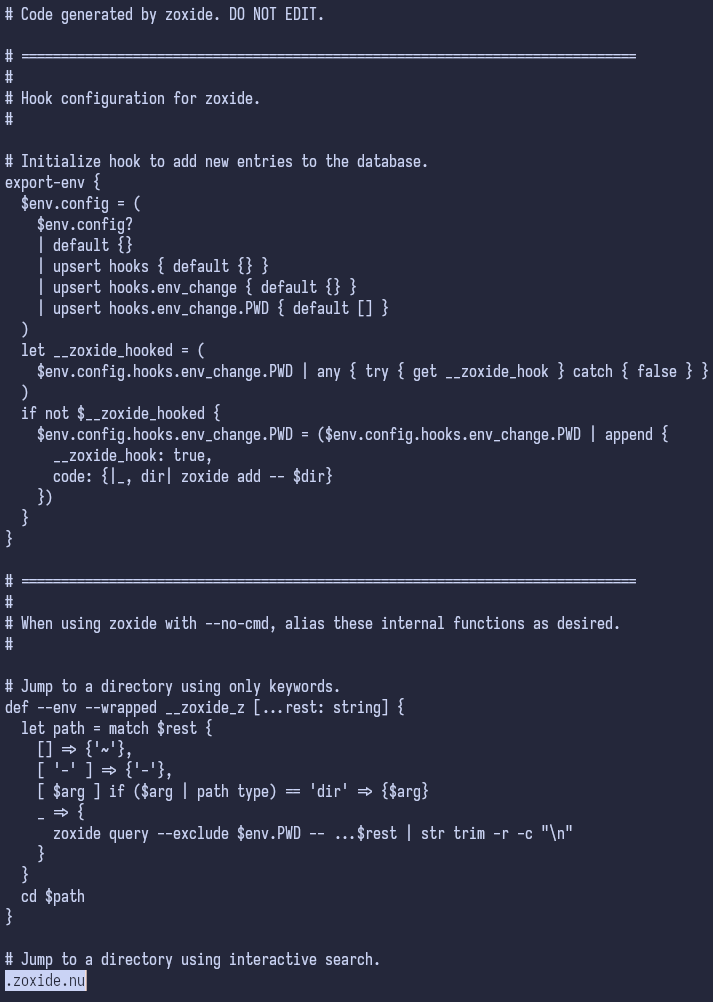 # Code generated by zoxide. DO NOT EDIT.

# =============================================================================
#
# Hook configuration for zoxide.
#

# Initialize hook to add new entries to the database.
export-env {
  $env.config = (
    $env.config?
    | default {}
    | upsert hooks { default {} }
    | upsert hooks.env_change { default {} }
    | upsert hooks.env_change.PWD { default [] }
  )
  let __zoxide_hooked = (
    $env.config.hooks.env_change.PWD | any { try { get __zoxide_hook } catch { false } }
  )
  if not $__zoxide_hooked {
    $env.config.hooks.env_change.PWD = ($env.config.hooks.env_change.PWD | append {
      __zoxide_hook: true,
      code: {|_, dir| zoxide add -- $dir}
    })
  }
}

# =============================================================================
#
# When using zoxide with --no-cmd, alias these internal functions as desired.
#

# Jump to a directory using only keywords.
def --env --wrapped __zoxide_z [...rest: string] {
  let path = match $rest {
    [] => {'~'},
    [ '-' ] => {'-'},
    [ $arg ] if ($arg | path type) == 'dir' => {$arg}
    _ => {
      zoxide query --exclude $env.PWD -- ...$rest | str trim -r -c "\n"
    }
  }
  cd $path
}

# Jump to a directory using interactive search.
.zoxide.nu